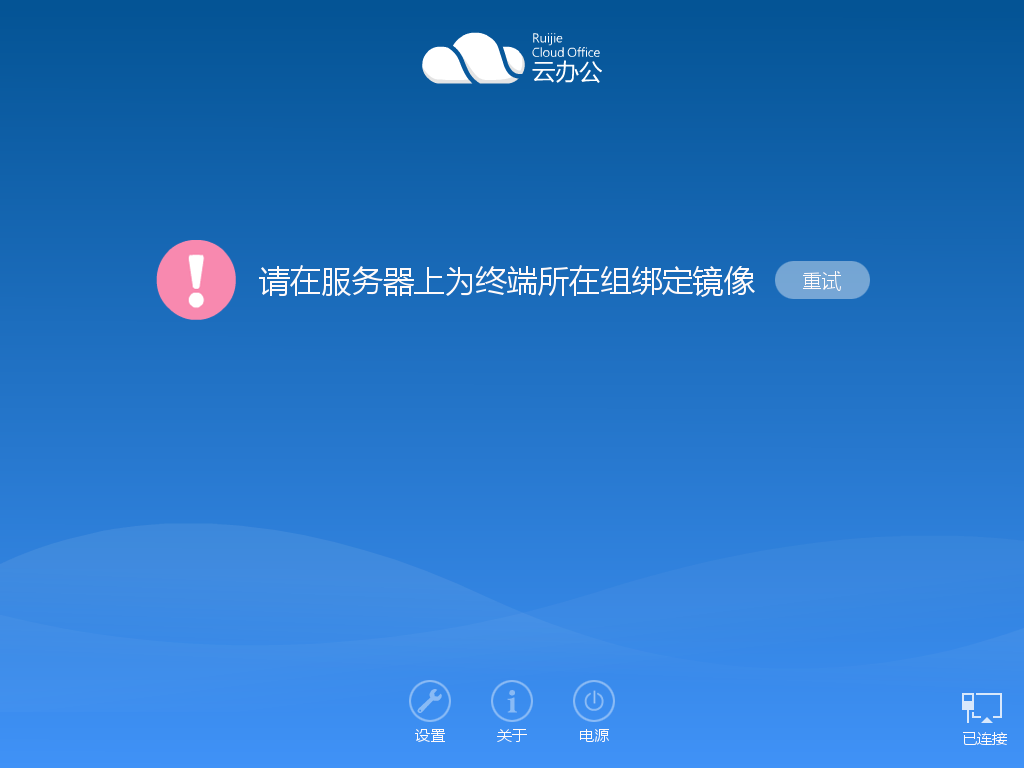 Ruijie
Cloud Office
云办公
请在服务器上为终端所在组绑定镜像
重试
设置
关于
电源
已连接